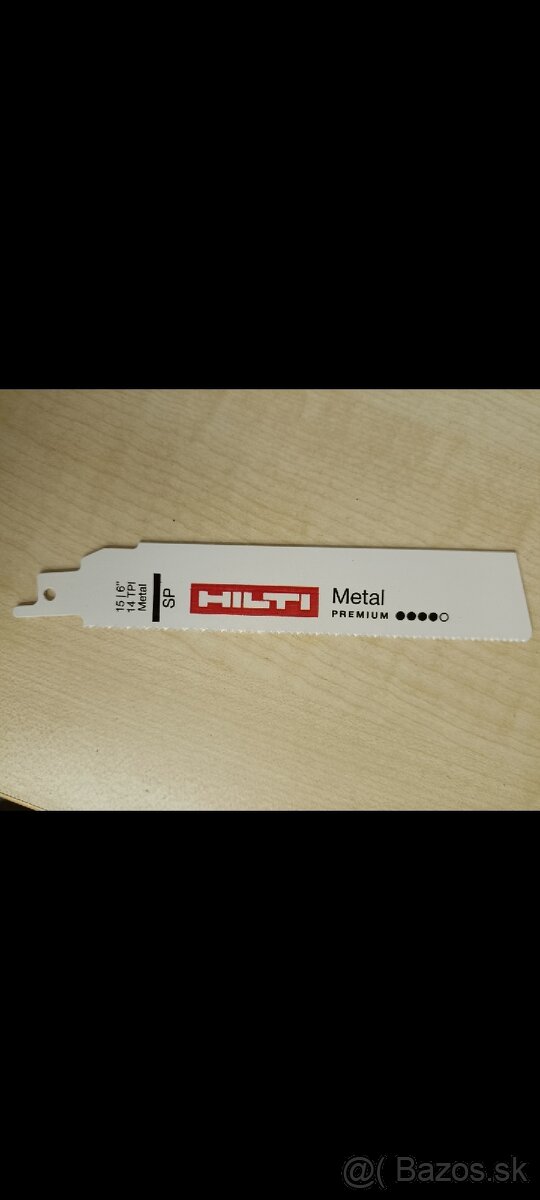 15 | 6"
14 TPI
Metal
SP
HILTI
Metal
PREMIUM
@( Bazos.sk